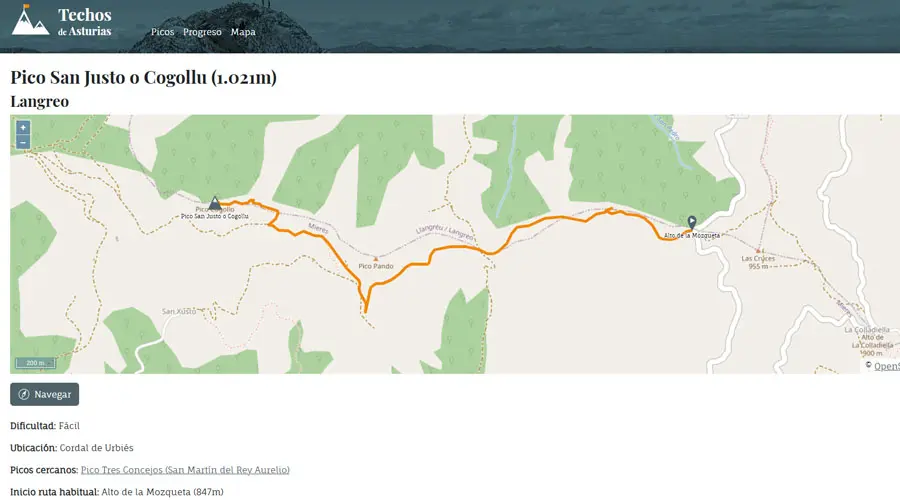 Techos
de Asturias
Picos Progreso Mapa
Pico San Justo o Cogollu (1.021m)
Langreo
+
−
Pico Cogollo
Pico San Justo o Cogollu
Mieres
Llangréu / Langreo
Alto de la Mozqueta
Pico Pando
Las Cruces
955 m
San Xusto
Mieres
La Colladiella
Alto de
La Colladiella
900 m
200 m
© OpenS
Navegar
Dificultad: Fácil
Ubicación: Cordal de Urbiés
Picos cercanos: Pico Tres Concejos (San Martín del Rey Aurelio)
Inicio ruta habitual: Alto de la Mozqueta (847m)